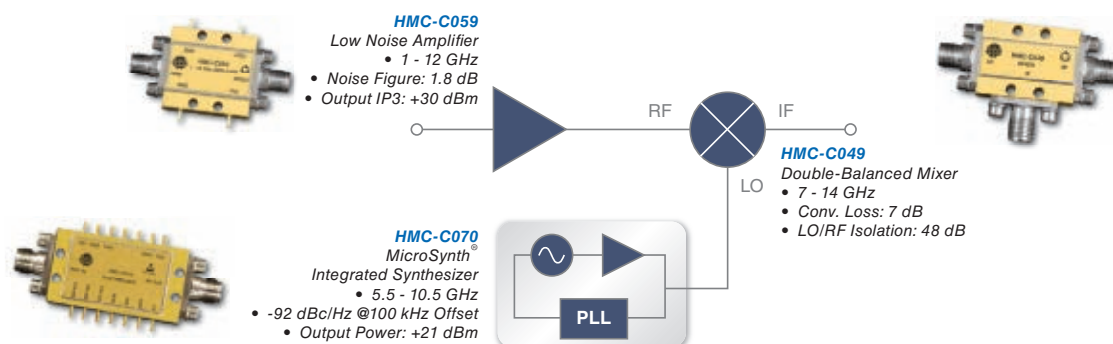 HMC-C059
Low Noise Amplifier
• 1 - 12 GHz
• Noise Figure: 1.8 dB
• Output IP3: +30 dBm
RF
IF
LO
HMC-C049
Double-Balanced Mixer
• 7 - 14 GHz
• Conv. Loss: 7 dB
• LO/RF Isolation: 48 dB
HMC-C070
MicroSynth®
Integrated Synthesizer
• 5.5 - 10.5 GHz
• -92 dBc/Hz @100 kHz Offset
• Output Power: +21 dBm
PLL